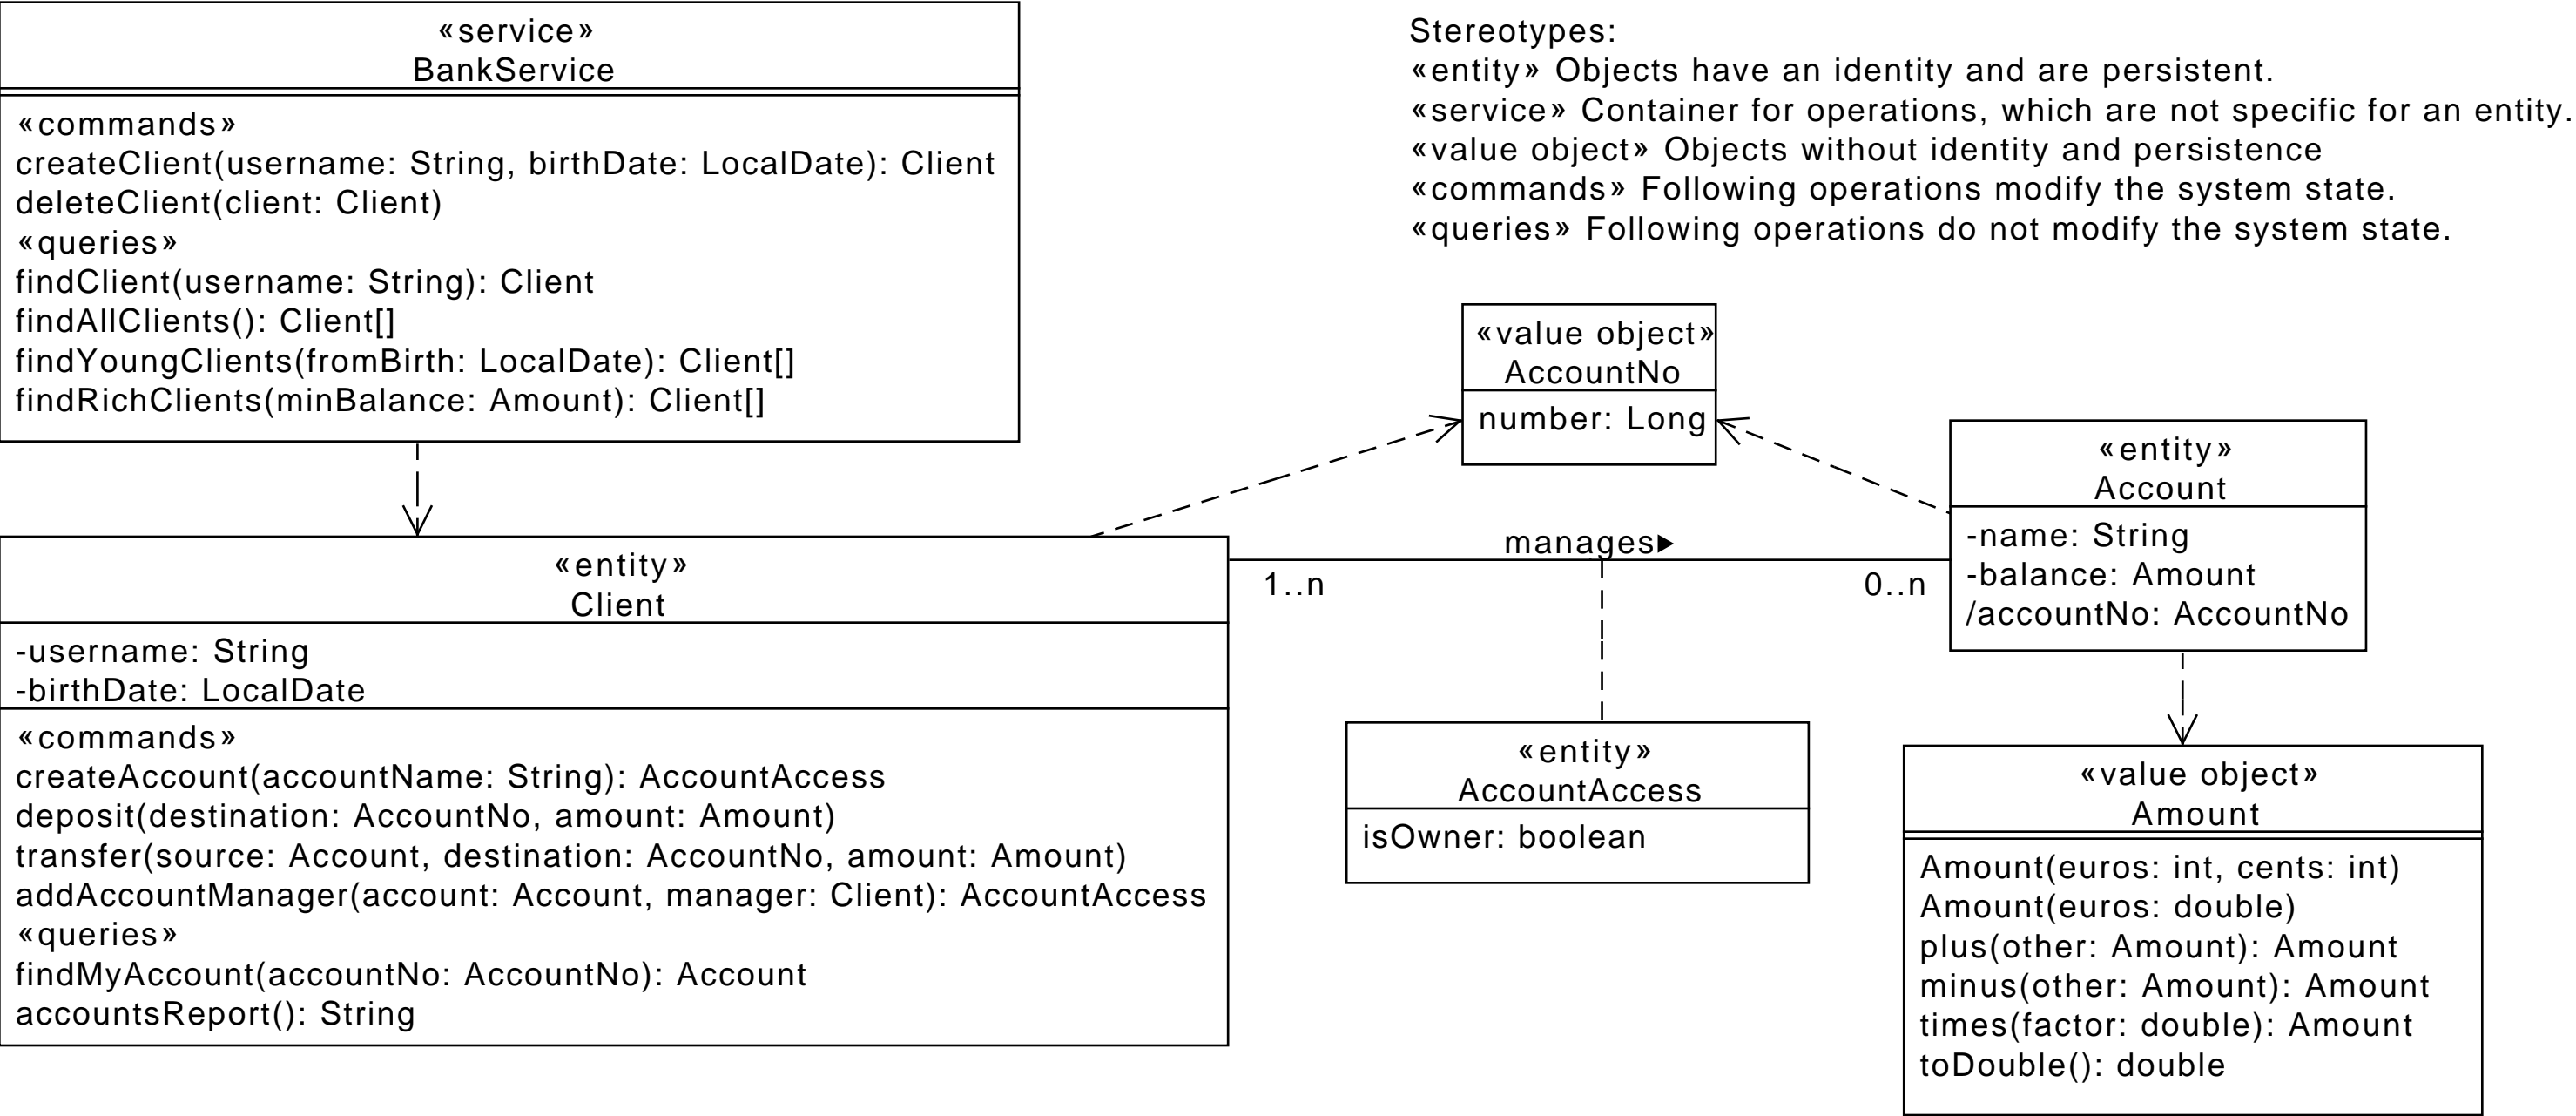 «service»
BankService
«commands»
createClient(username: String, birthDate: LocalDate): Client
deleteClient(client: Client)
«queries»
findClient(username: String): Client
findAllClients(): Client[]
findYoungClients(fromBirth: LocalDate): Client[]
findRichClients(minBalance: Amount): Client[]
Stereotypes:
«entity» Objects have an identity and are persistent.
«service» Container for operations, which are not specific for an entity.
«value object» Objects without identity and persistence
«commands» Following operations modify the system state.
«queries» Following operations do not modify the system state.
«value object»
AccountNo
number: Long
«entity»
Account
-name: String
-balance: Amount
/accountNo: AccountNo
manages▶
1..n
0..n
«entity»
Client
-username: String
-birthDate: LocalDate
«commands»
createAccount(accountName: String): AccountAccess
deposit(destination: AccountNo, amount: Amount)
transfer(source: Account, destination: AccountNo, amount: Amount)
addAccountManager(account: Account, manager: Client): AccountAccess
«queries»
findMyAccount(accountNo: AccountNo): Account
accountsReport(): String
«entity»
AccountAccess
isOwner: boolean
«value object»
Amount
Amount(euros: int, cents: int)
Amount(euros: double)
plus(other: Amount): Amount
minus(other: Amount): Amount
times(factor: double): Amount
toDouble(): double